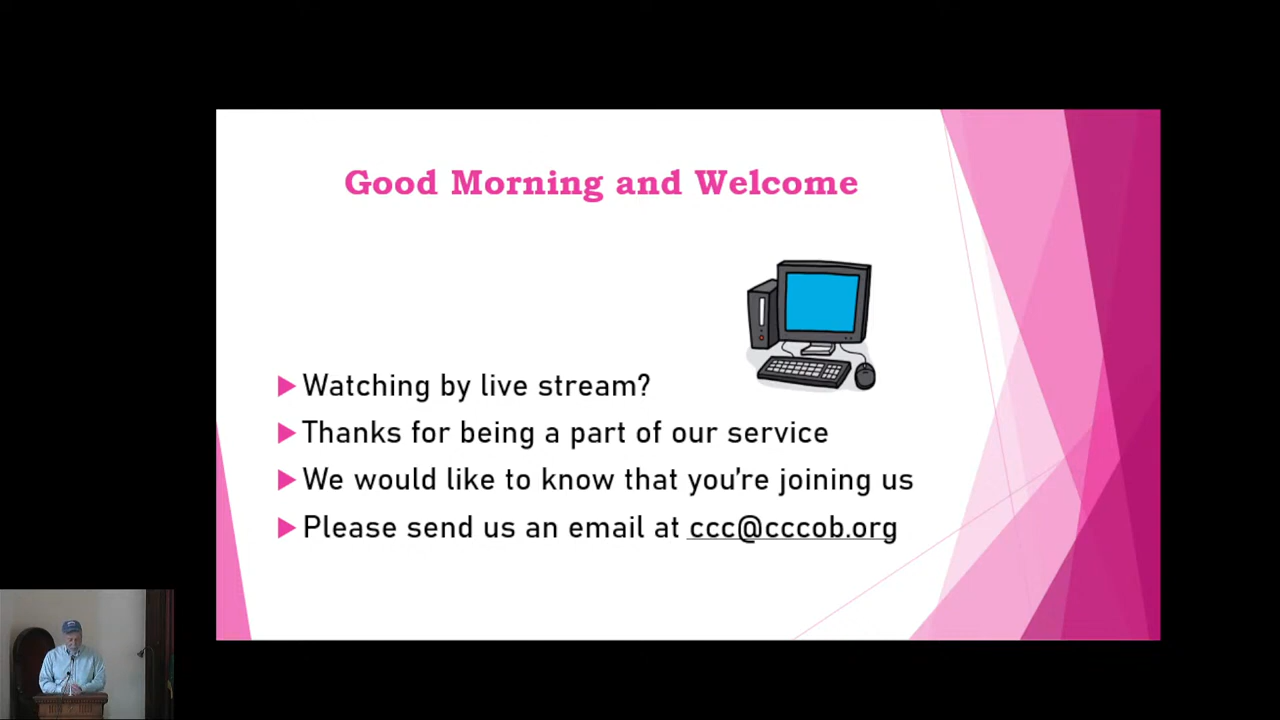 Good Morning and Welcome
Watching by live stream?
Thanks for being a part of our service
We would like to know that you're joining us
Please send us an email at ccc@cccob.org